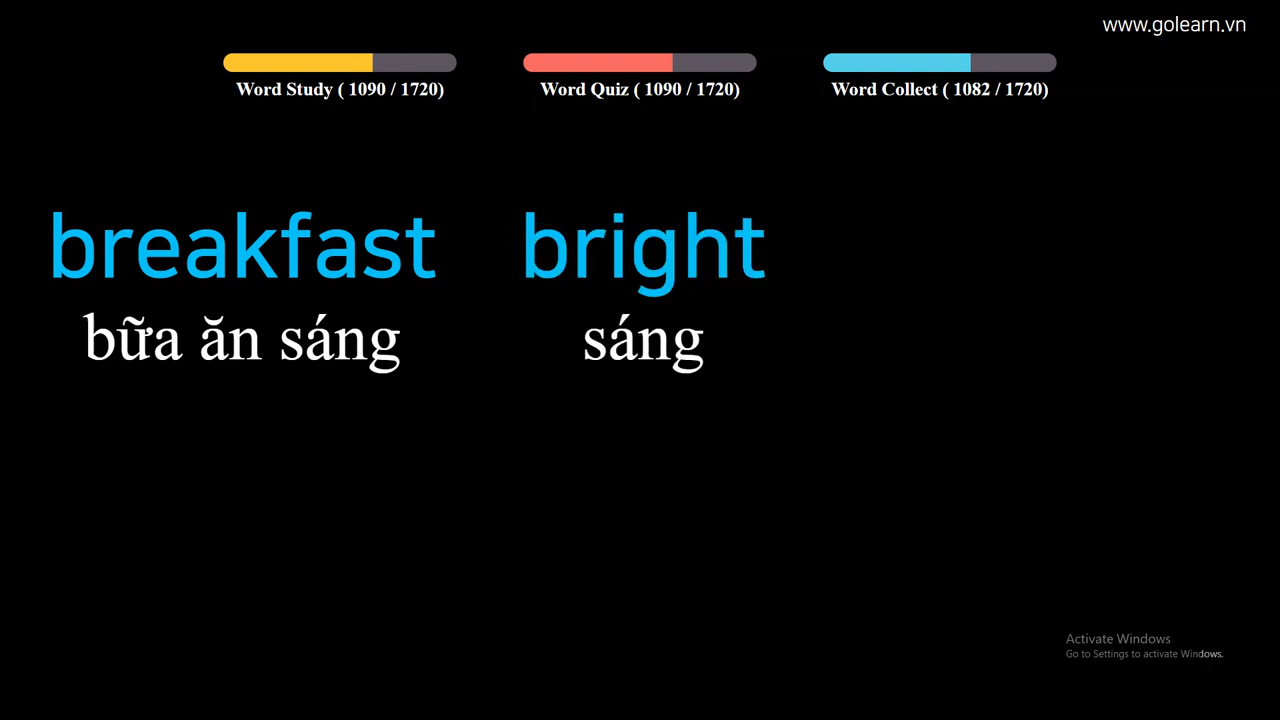 www.golearn.vn
Word Study ( 1090 / 1720)
Word Quiz ( 1090 / 1720)
Word Collect ( 1082 / 1720)
breakfast
bữa ăn sáng
bright
sáng
Activate Windows
Go to Settings to activate Windows.